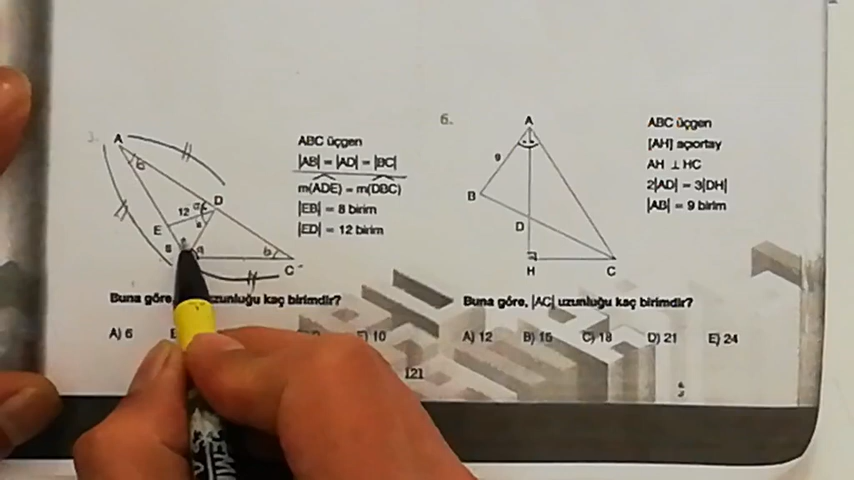 3.
A
12
D
E
8
C
ABC üçgen
|AB| = |AD| = |BC|
m(ADE) = m(DBC)
|EB| = 8 birim
|ED| = 12 birim
Buna göre, uzunluğu kaç birimdir?
A) 6
10
6.
A
9
B
D
H
C
ABC üçgen
[AH] açıortay
AH ⊥ HC
2|AD| = 3|DH|
|AB| = 9 birim
Buna göre, |AC| uzunluğu kaç birimdir?
A) 12 B) 15 C) 18 D) 21 E) 24
121